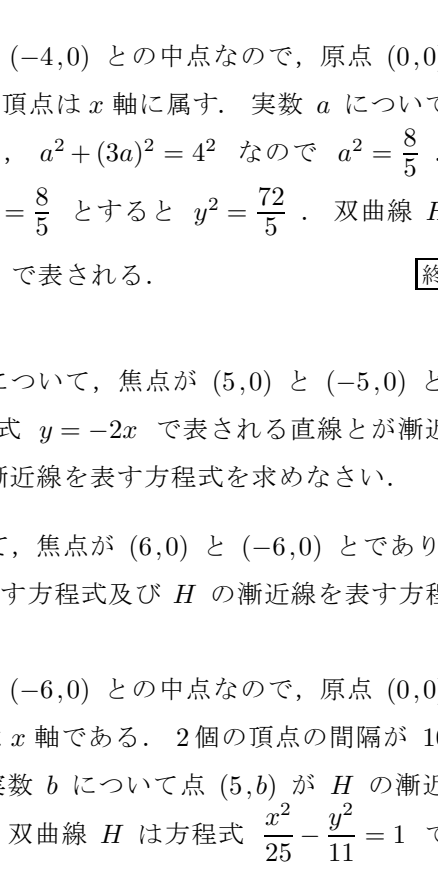 (−4,0) との中点なので，原点 (0,0
頂点は x 軸に属す． 実数 a について
， a² + (3a)² = 4² なので a² = 8/5 ．
= 8/5 とすると y² = 72/5 ． 双曲線 H
で表される． 終
について，焦点が (5,0) と (−5,0) と
式 y = −2x で表される直線とが漸近
漸近線を表す方程式を求めなさい．
て，焦点が (6,0) と (−6,0) とであり
す方程式及び H の漸近線を表す方程
(−6,0) との中点なので，原点 (0,0
x 軸である． 2個の頂点の間隔が 10
実数 b について点 (5,b) が H の漸近
双曲線 H は方程式 x²/25 − y²/11 = 1 で